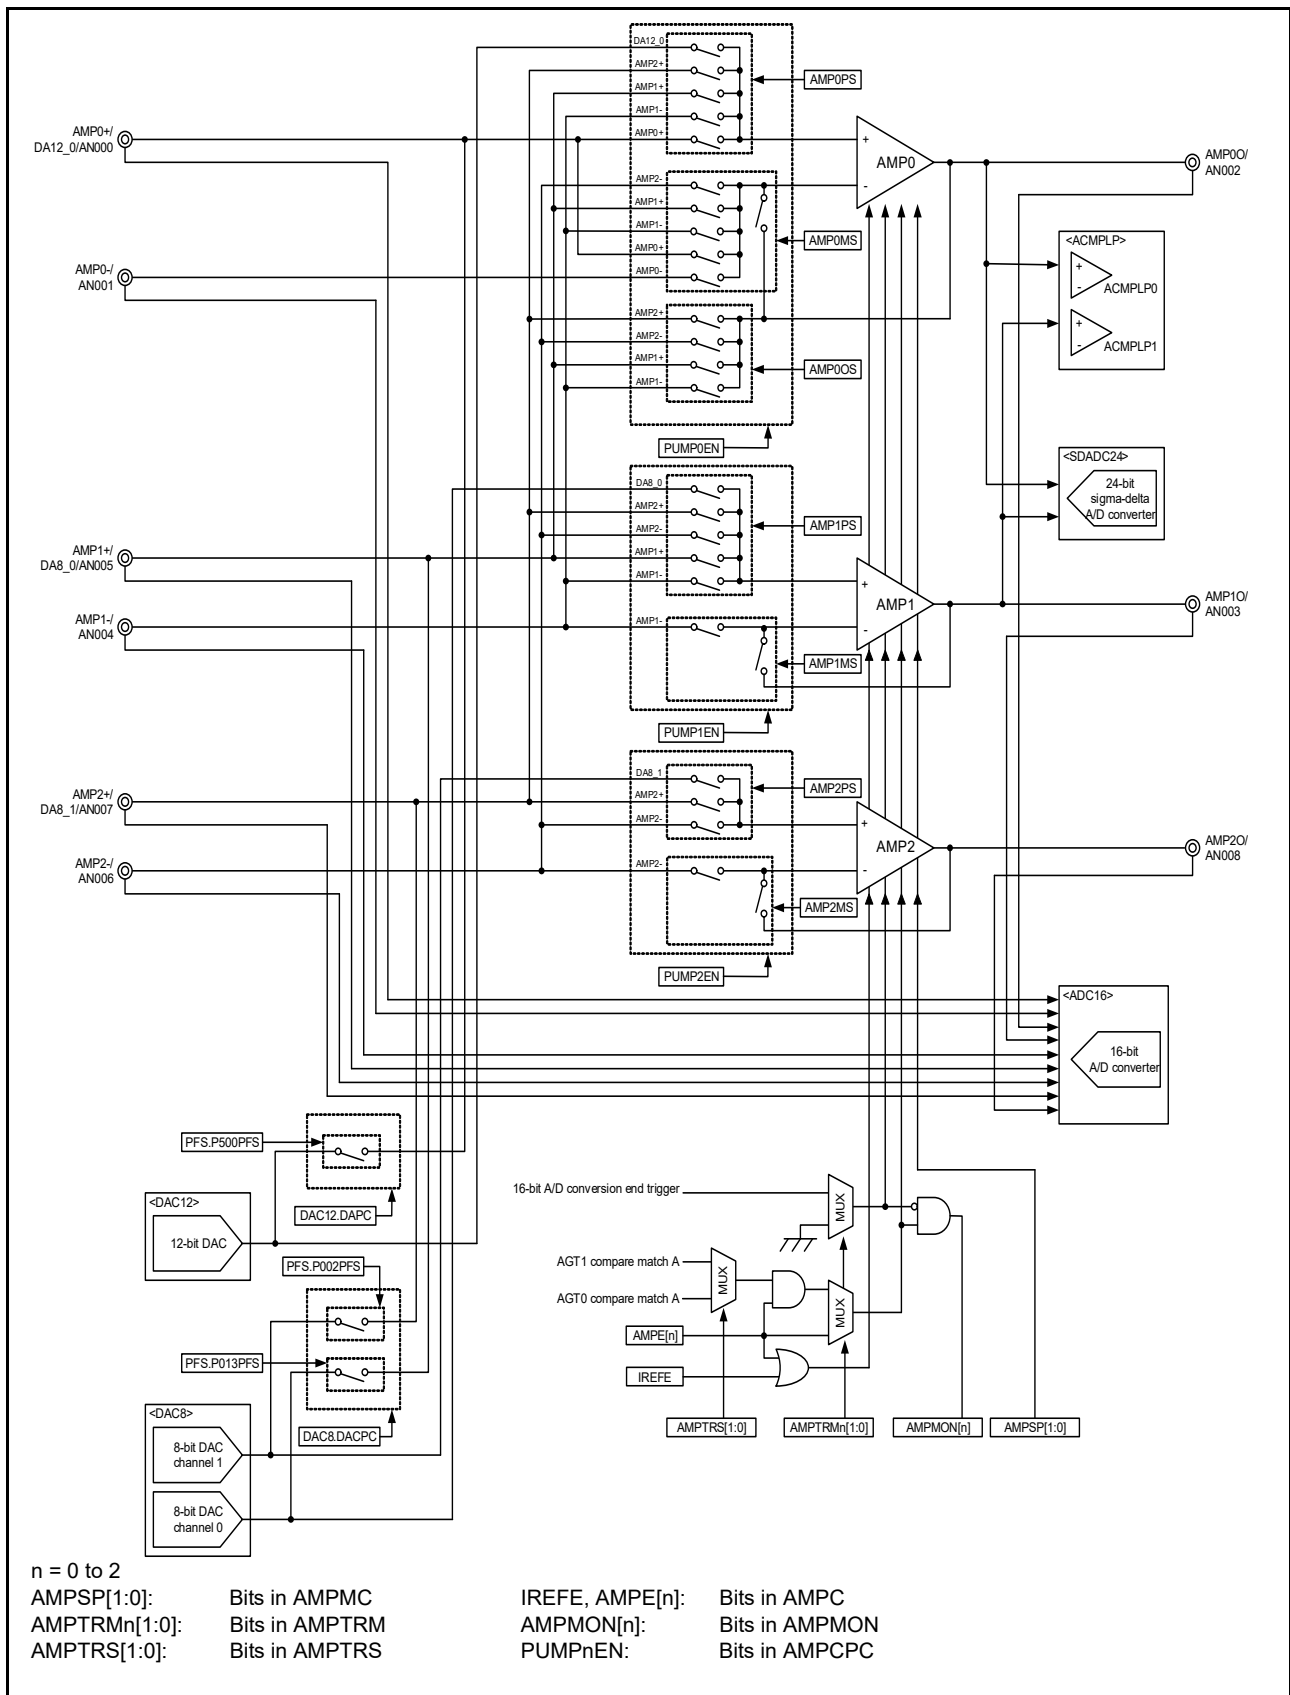 DA12_0
AMP2+
AMP1+
AMP1-
AMP0+
AMP0PS
AMP0+/
DA12_0/AN000
+
-
AMP0
AMP0O/
AN002
AMP2-
AMP1+
AMP1-
AMP0+
AMP0-
AMP0MS
AMP0-/
AN001
<ACMPLP>
+
-
ACMPLP0
+
-
ACMPLP1
AMP2+
AMP2-
AMP1+
AMP1-
AMP0OS
PUMP0EN
<SDADC24>
24-bit
sigma-delta
A/D converter
DA8_0
AMP2+
AMP2-
AMP1+
AMP1-
AMP1PS
AMP1+/
DA8_0/AN005
+
-
AMP1
AMP1O/
AN003
AMP1-/
AN004
AMP1-
AMP1MS
PUMP1EN
DA8_1
AMP2+
AMP2-
AMP2PS
AMP2+/
DA8_1/AN007
+
-
AMP2
AMP2O/
AN008
AMP2-/
AN006
AMP2-
AMP2MS
PUMP2EN
<ADC16>
16-bit
A/D converter
PFS.P500PFS
<DAC12>
12-bit DAC
DAC12.DAPC
16-bit A/D conversion end trigger
MUX
PFS.P002PFS
AGT1 compare match A
AGT0 compare match A
MUX
MUX
AMPE[n]
IREFE
PFS.P013PFS
<DAC8>
8-bit DAC
channel 1
8-bit DAC
channel 0
DAC8.DACPC
AMPTRS[1:0]
AMPTRMn[1:0]
AMPMON[n]
AMPSP[1:0]
n = 0 to 2
AMPSP[1:0]: Bits in AMPMC IREFE, AMPE[n]: Bits in AMPC
AMPTRMn[1:0]: Bits in AMPTRM AMPMON[n]: Bits in AMPMON
AMPTRS[1:0]: Bits in AMPTRS PUMPnEN: Bits in AMPCPC